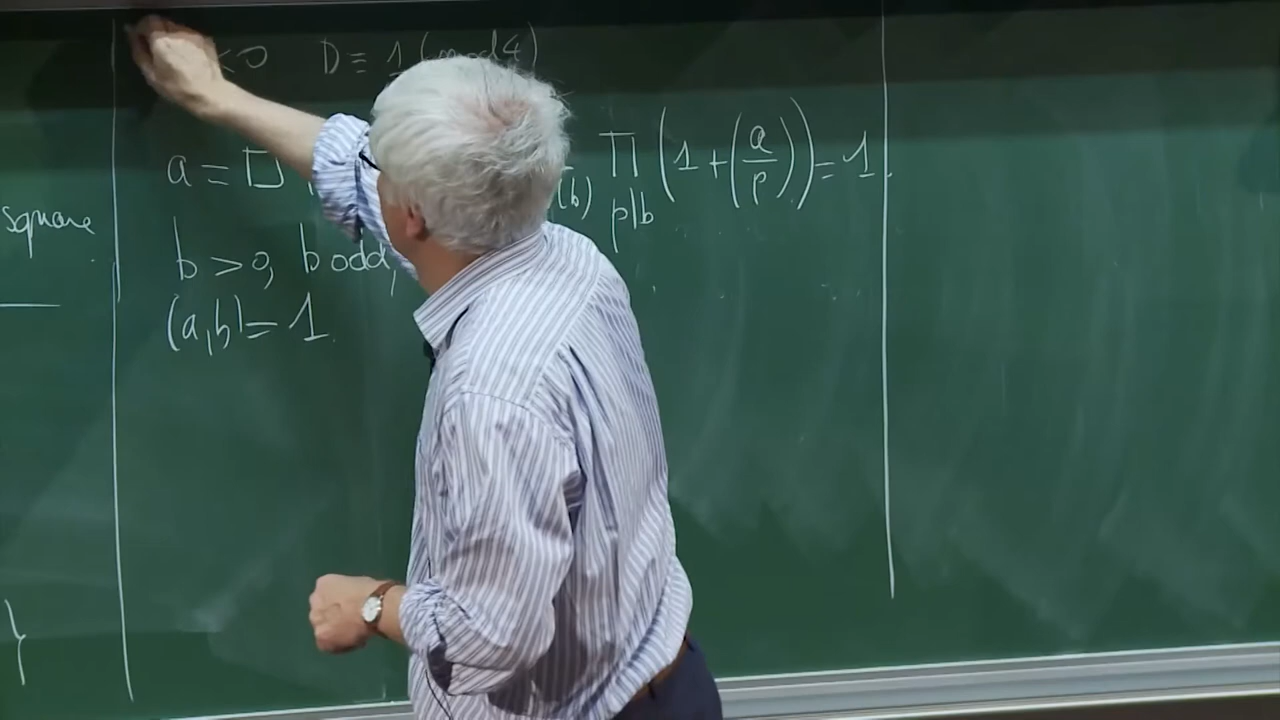 square
<0 D ≡ 1 (mod 4)
a = □ (b) ∏ (1 + (a/p)) = 1.
p|b
b > 0, b odd,
(a,b) = 1.